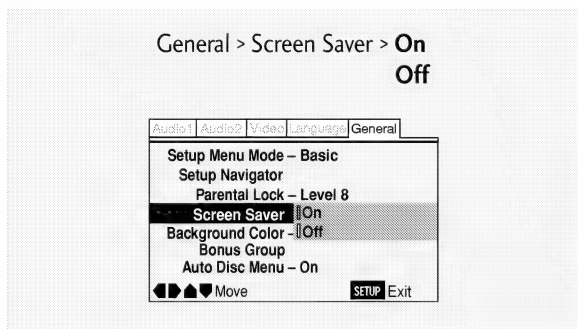 General > Screen Saver > On
Off
Audio1 Audio2 Video Language General
Setup Menu Mode – Basic
Setup Navigator
Parental Lock – Level 8
Screen Saver On
Background Color - Off
Bonus Group
Auto Disc Menu – On
Move SETUP Exit